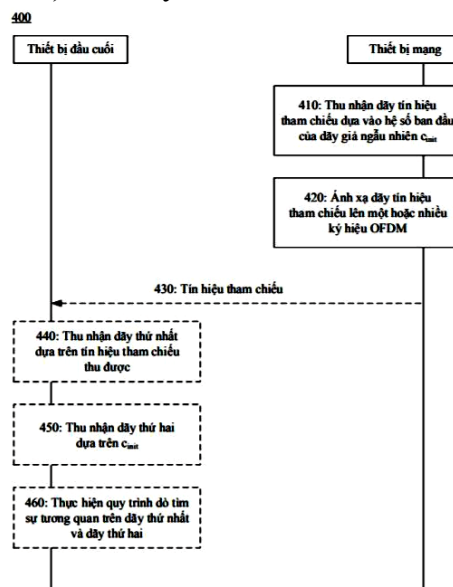 400
Thiết bị đầu cuối
Thiết bị mạng
410: Thu nhận dãy tín hiệu
tham chiếu dựa vào hệ số ban đầu
của dãy giả ngẫu nhiên cinit
420: Ánh xạ dãy tín hiệu
tham chiếu lên một hoặc nhiều
ký hiệu OFDM
430: Tín hiệu tham chiếu
440: Thu nhận dãy thứ nhất
dựa trên tín hiệu tham chiếu
thu được
450: Thu nhận dãy thứ hai
dựa trên cinit
460: Thực hiện quy trình dò tìm
sự tương quan trên dãy thứ nhất
và dãy thứ hai